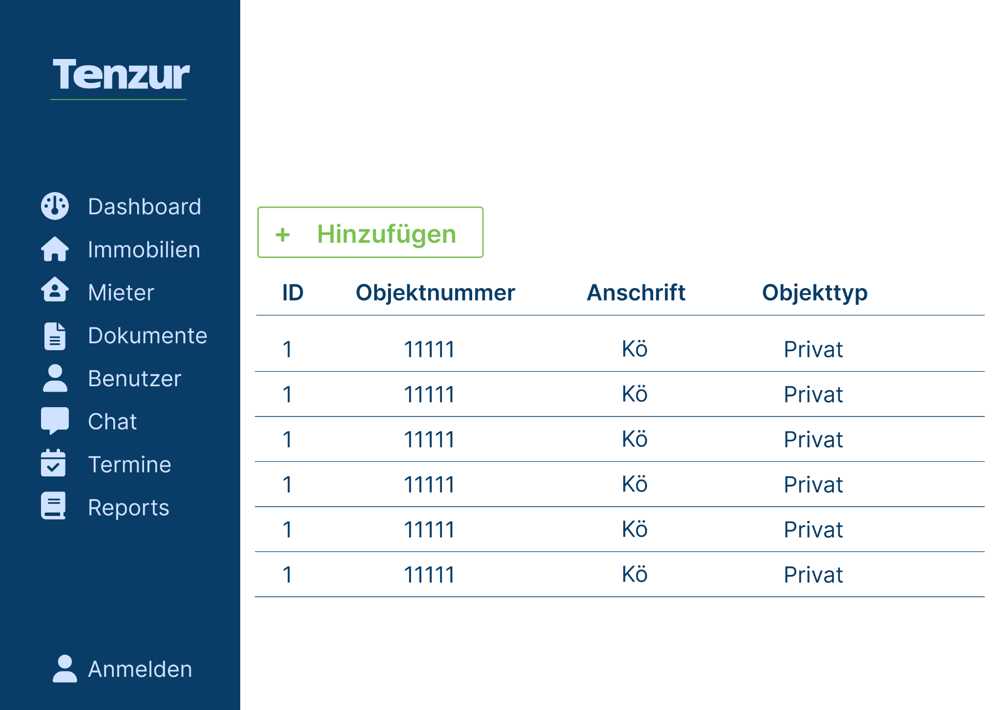 Tenzur
Dashboard
Immobilien
Mieter
Dokumente
Benutzer
Chat
Termine
Reports
Anmelden
+ Hinzufügen
ID Objektnummer Anschrift Objekttyp
1 11111 Kö Privat
1 11111 Kö Privat
1 11111 Kö Privat
1 11111 Kö Privat
1 11111 Kö Privat
1 11111 Kö Privat